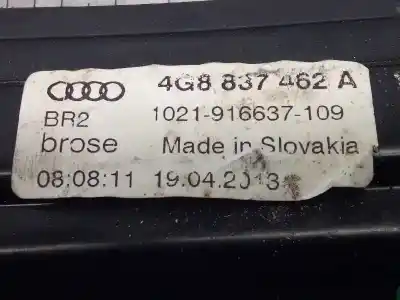 4G8 837 462 A
BR2 1021-916637-109
brose Made in Slovakia
08:08:11 19.04.2013